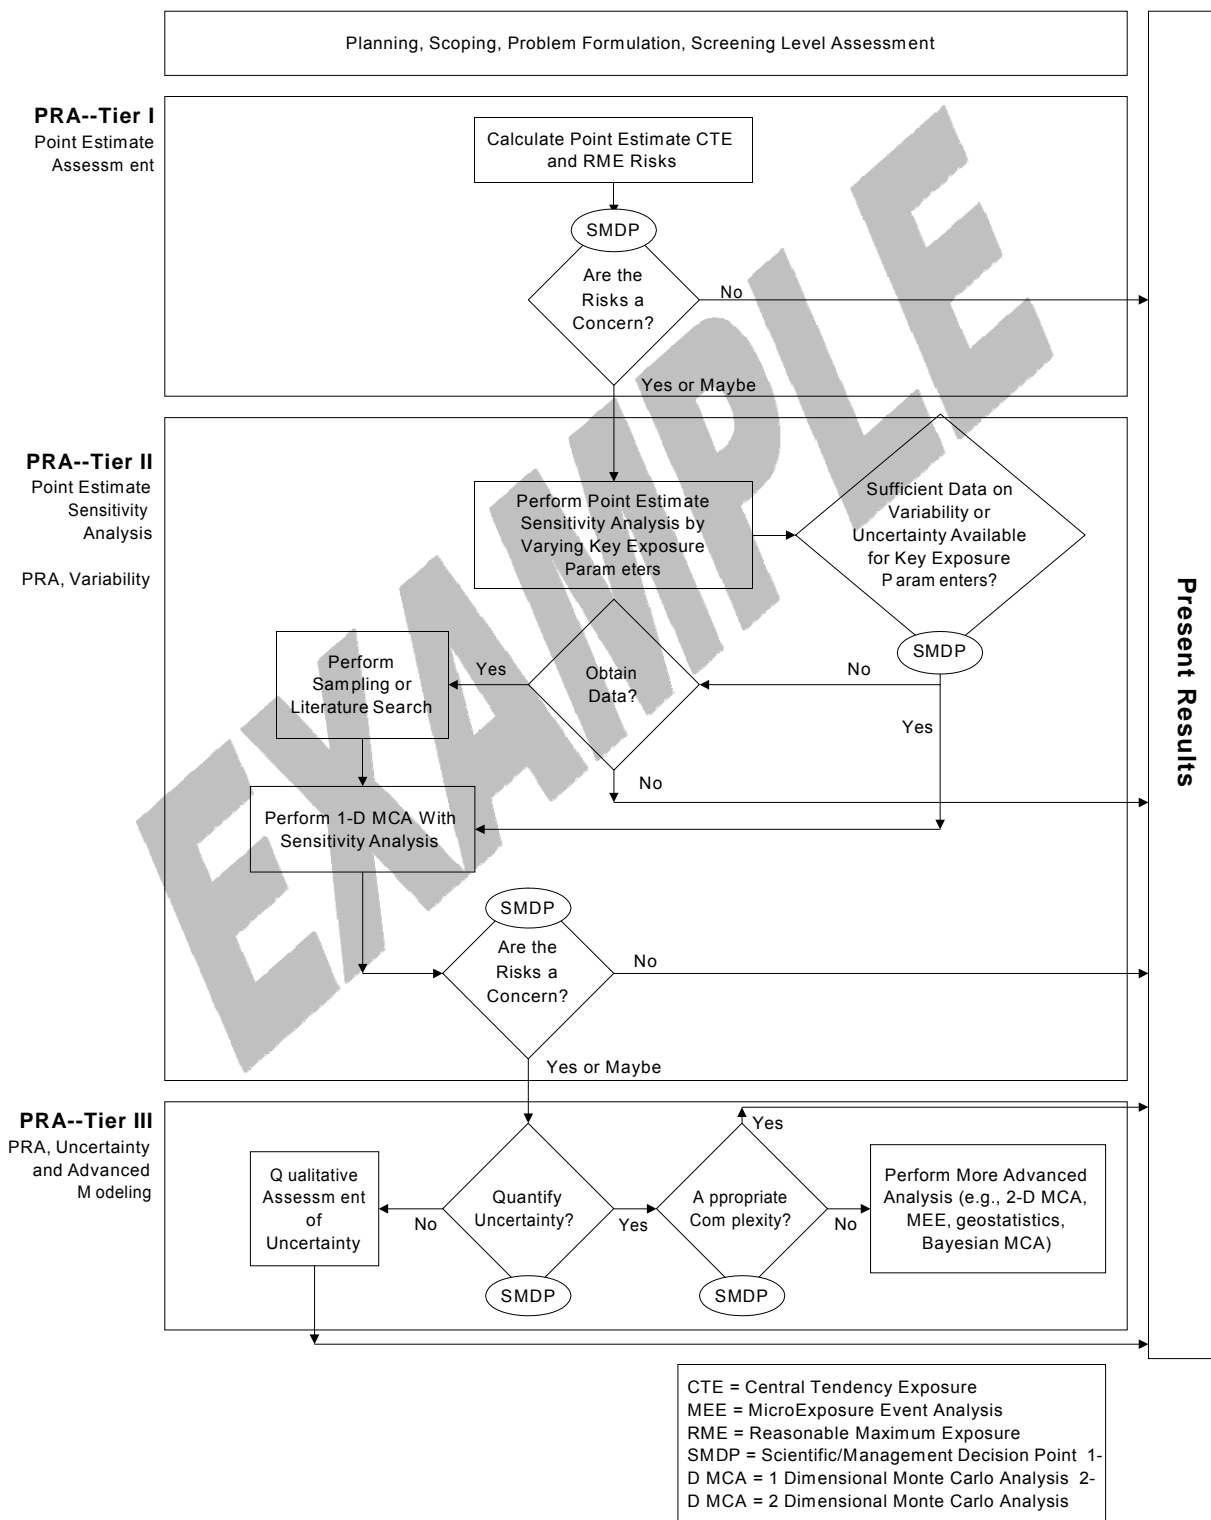 Planning, Scoping, Problem Formulation, Screening Level Assessment
PRA--Tier I
Point Estimate
Assessm ent
Calculate Point Estimate CTE
and RME Risks
SMDP
Are the
Risks a
Concern?
No
Yes or Maybe
PRA--Tier II
Point Estimate
Sensitivity
Analysis
PRA, Variability
Perform Point Estimate
Sensitivity Analysis by
Varying Key Exposure
Param eters
Sufficient Data on
Variability or
Uncertainty Available
for Key Exposure
Param enters?
SMDP
No
Yes
Obtain
Data?
Yes
No
Perform
Sampling or
Literature Search
Perform 1-D MCA With
Sensitivity Analysis
SMDP
Are the
Risks a
Concern?
No
Yes or Maybe
PRA--Tier III
PRA, Uncertainty
and Advanced
M odeling
Q ualitative
Assessm ent
of
Uncertainty
No
Quantify
Uncertainty?
SMDP
Yes
A ppropriate
Com plexity?
SMDP
Yes
No
Perform More Advanced
Analysis (e.g., 2-D MCA,
MEE, geostatistics,
Bayesian MCA)
Present Results
EXAMPLE
CTE = Central Tendency Exposure
MEE = MicroExposure Event Analysis
RME = Reasonable Maximum Exposure
SMDP = Scientific/Management Decision Point 1-
D MCA = 1 Dimensional Monte Carlo Analysis 2-
D MCA = 2 Dimensional Monte Carlo Analysis